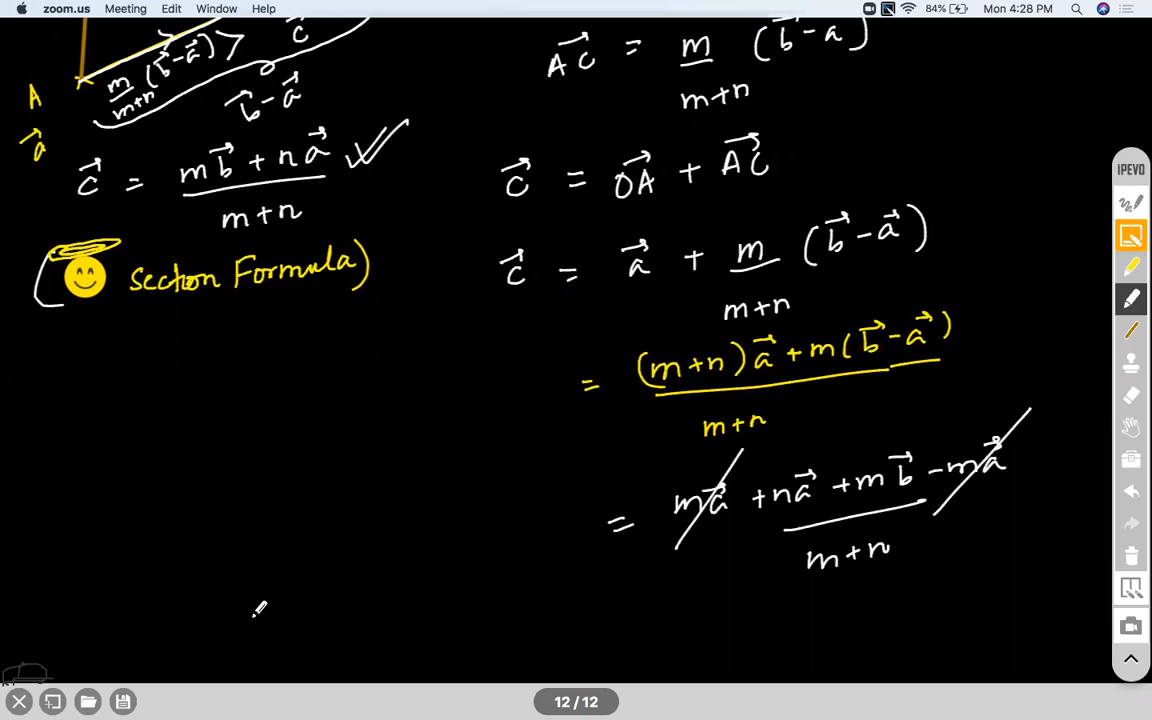 zoom.us Meeting Edit Window Help 84% Mon 4:28 PM
c⃗
m/(m+n) (b⃗-a⃗)
A
b⃗-a⃗
a⃗
c⃗ = (mb⃗ + na⃗)/(m+n)
(section Formula)
AC⃗ = m/(m+n) (b⃗-a)
c⃗ = OA⃗ + AC⃗
c⃗ = a⃗ + m/(m+n) (b⃗-a⃗)
= ((m+n)a⃗ + m(b⃗-a⃗))/(m+n)
= (ma⃗ + na⃗ + mb⃗ - ma⃗)/(m+n)
IPEVO
12/12